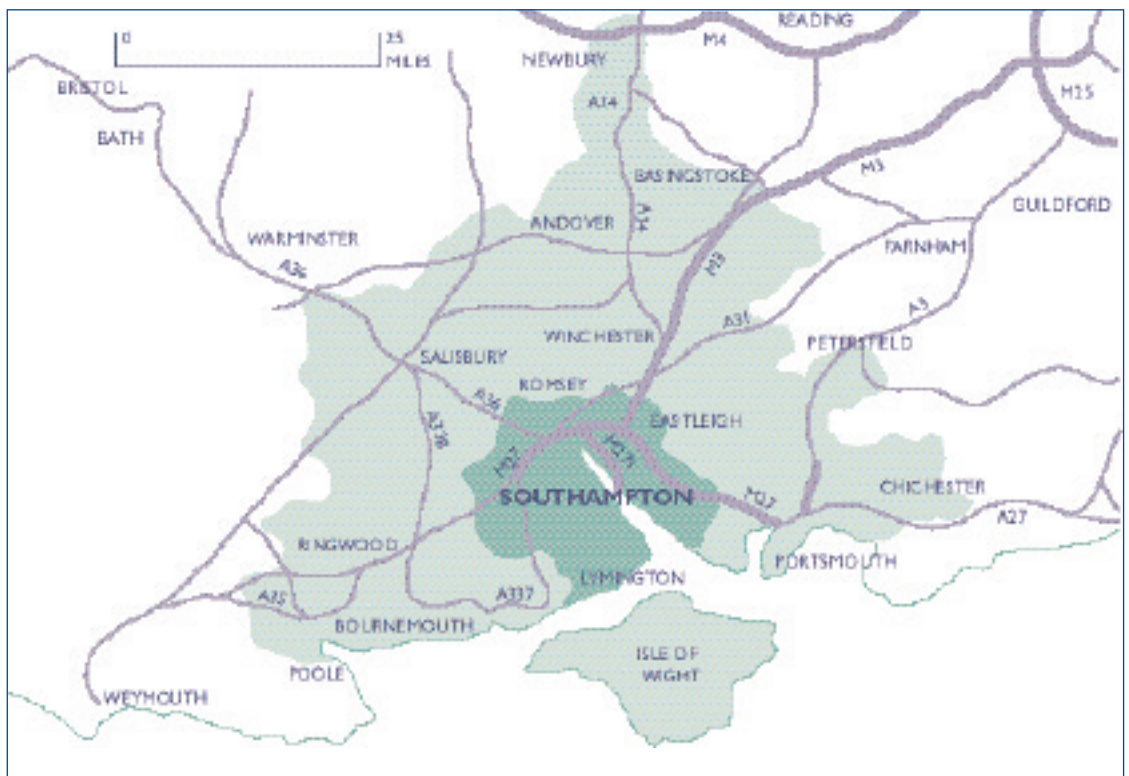 READING
0
25
MILES
NEWBURY
M4
BRISTOL
M25
A34
BATH
BASINGSTOKE
M3
A34
GUILDFORD
ANDOVER
WARMINSTER
FARNHAM
A36
M3
A3
A31
WINCHESTER
PETERSFIELD
SALISBURY
ROMSEY
A36
EASTLEIGH
A338
M271
M27
CHICHESTER
SOUTHAMPTON
M27
A27
RINGWOOD
PORTSMOUTH
LYMINGTON
A35
A337
BOURNEMOUTH
ISLE OF
WIGHT
POOLE
WEYMOUTH